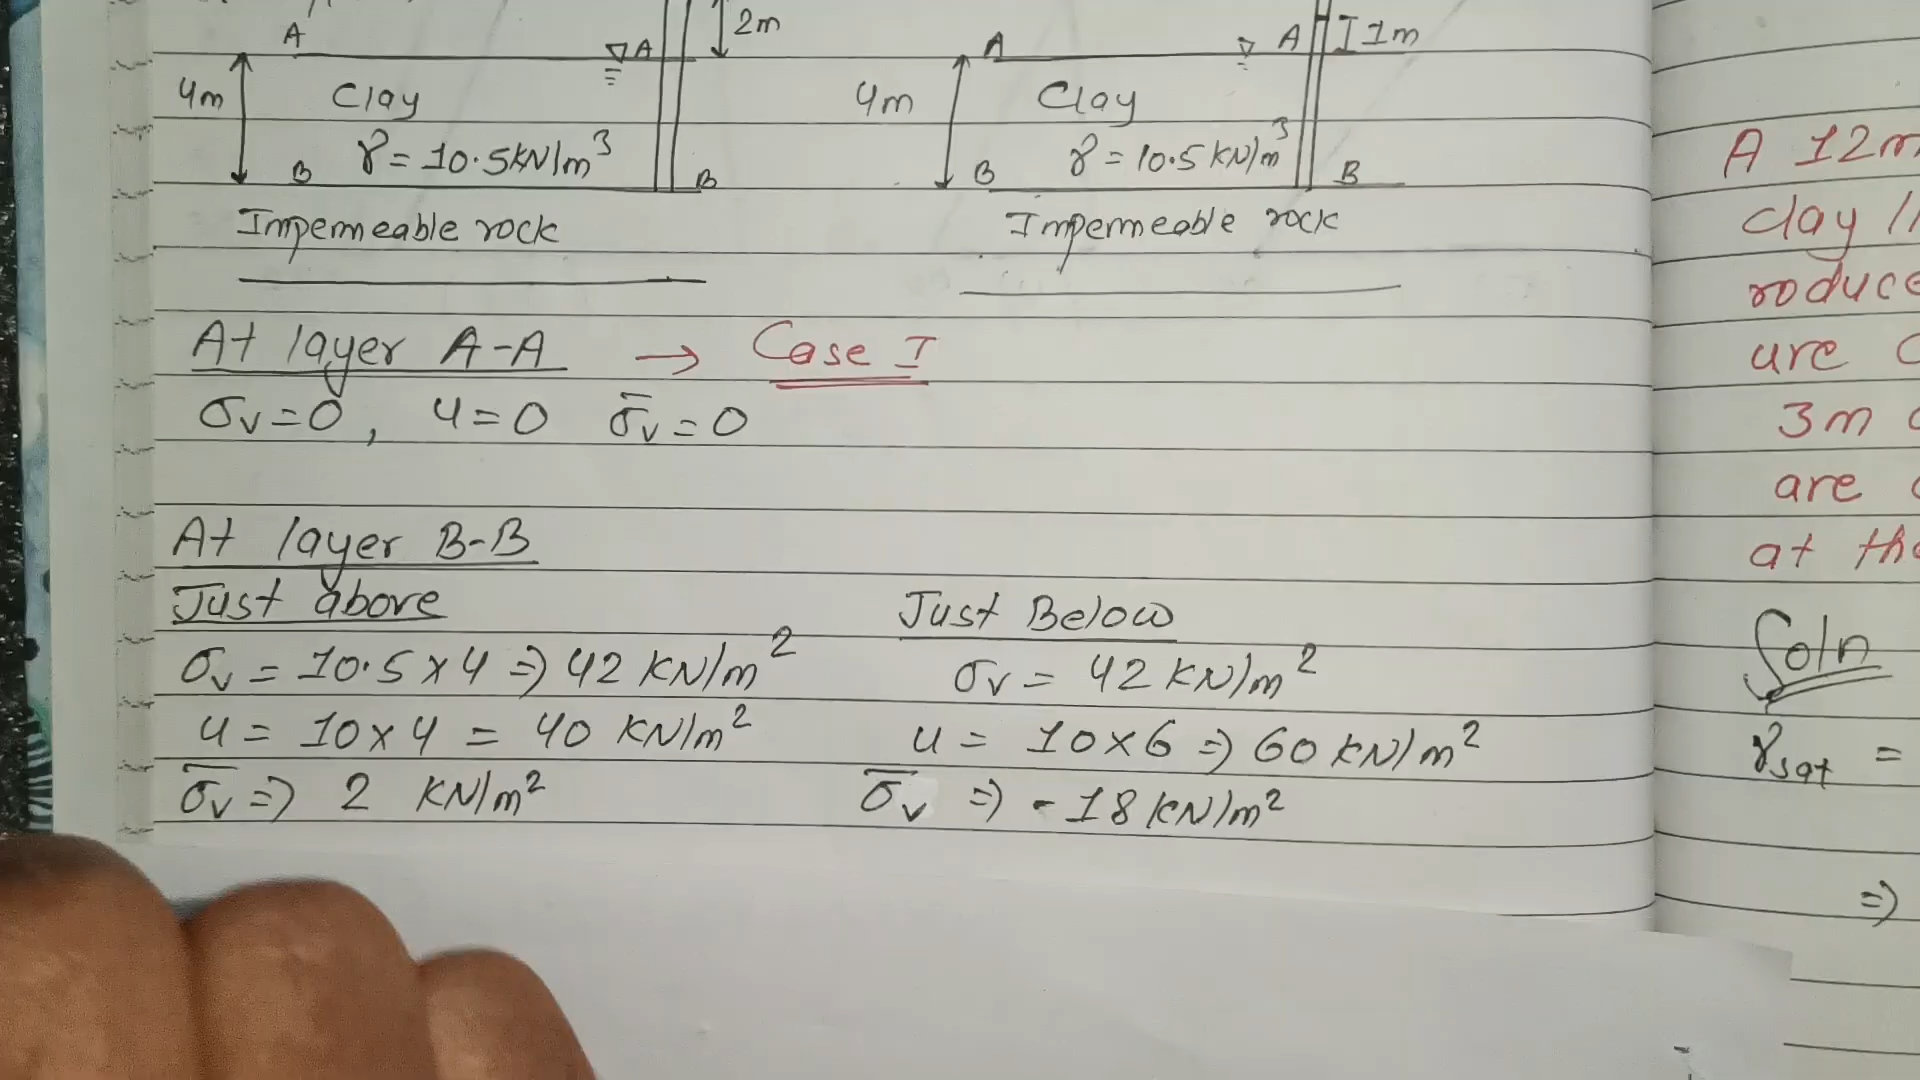 2m
I 1m
A
A
A
A
4m
Clay
4m
Clay
γ = 10.5 kN/m³
γ = 10.5 kN/m³
B
B
B
B
Impermeable rock
Impermeable rock
At layer A-A → Case I
σv = 0, u = 0 σ̅v = 0
At layer B-B
Just above
σv = 10.5 x 4 => 42 KN/m²
u = 10 x 4 = 40 KN/m²
σ̅v => 2 KN/m²
Just Below
σv = 42 KN/m²
u = 10 x 6 => 60 KN/m²
σ̅v => - 18 KN/m²
A 12m
clay
roduce
ure
3m
are
at the
Soln
γsat =
=>